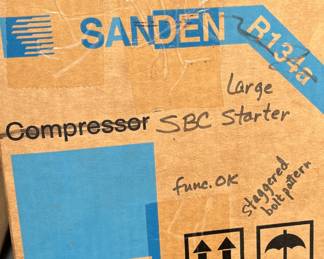 SANDEN
R134a
Large
Compressor SBC Starter
func. OK
staggered
bolt pattern